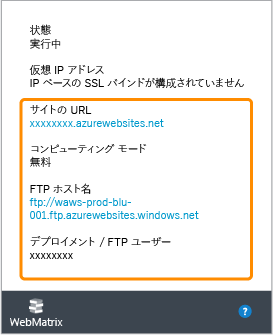 状態
実行中
仮想 IP アドレス
IP ベースの SSL バインドが構成されていません
サイトの URL
xxxxxxxx.azurewebsites.net
コンピューティング モード
無料
FTP ホスト名
ftp://waws-prod-blu-
001.ftp.azurewebsites.windows.net
デプロイメント / FTP ユーザー
xxxxxxxx
WebMatrix
?